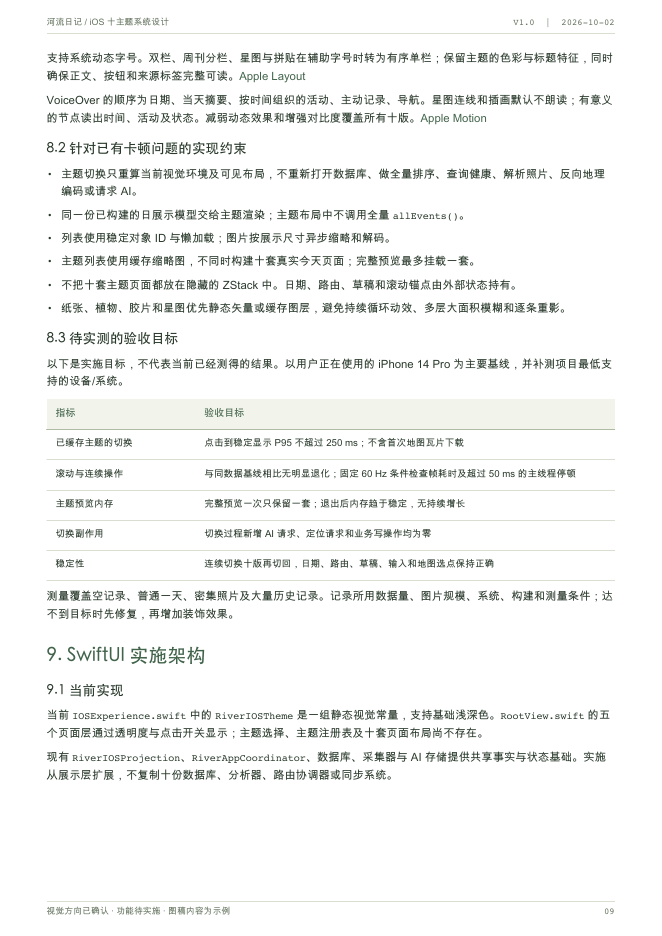 河流日记 / iOS 十主题系统设计
V1.0 | 2026-10-02
支持系统动态字号。双栏、周刊分栏、星图与拼贴在辅助字号时转为有序单栏；保留主题的色彩与标题特征，同时
确保正文、按钮和来源标签完整可读。Apple Layout
VoiceOver 的顺序为日期、当天摘要、按时间组织的活动、主动记录、导航。星图连线和插画默认不朗读；有意义
的节点读出时间、活动及状态。减弱动态效果和增强对比度覆盖所有十版。Apple Motion
8.2 针对已有卡顿问题的实现约束
• 主题切换只重算当前视觉环境及可见布局，不重新打开数据库、做全量排序、查询健康、解析照片、反向地理
编码或请求 AI。
• 同一份已构建的日展示模型交给主题渲染；主题布局中不调用全量 allEvents()。
• 列表使用稳定对象 ID 与懒加载；图片按展示尺寸异步缩略和解码。
• 主题列表使用缓存缩略图，不同时构建十套真实今天页面；完整预览最多挂载一套。
• 不把十套主题页面都放在隐藏的 ZStack 中。日期、路由、草稿和滚动锚点由外部状态持有。
• 纸张、植物、胶片和星图优先静态矢量或缓存图层，避免持续循环动效、多层大面积模糊和逐条重影。
8.3 待实测的验收目标
以下是实施目标，不代表当前已经测得的结果。以用户正在使用的 iPhone 14 Pro 为主要基线，并补测项目最低支
持的设备/系统。
指标 验收目标
已缓存主题的切换 点击到稳定显示 P95 不超过 250 ms；不含首次地图瓦片下载
滚动与连续操作 与同数据基线相比无明显退化；固定 60 Hz 条件检查帧耗时及超过 50 ms 的主线程停顿
主题预览内存 完整预览一次只保留一套；退出后内存趋于稳定，无持续增长
切换副作用 切换过程新增 AI 请求、定位请求和业务写操作均为零
稳定性 连续切换十版再切回，日期、路由、草稿、输入和地图选点保持正确
测量覆盖空记录、普通一天、密集照片及大量历史记录。记录所用数据量、图片规模、系统、构建和测量条件；达
不到目标时先修复，再增加装饰效果。
9. SwiftUI 实施架构
9.1 当前实现
当前 IOSExperience.swift 中的 RiverIOSTheme 是一组静态视觉常量，支持基础浅深色。RootView.swift 的五
个页面层通过透明度与点击开关显示；主题选择、主题注册表及十套页面布局尚不存在。
现有 RiverIOSProjection、RiverAppCoordinator、数据库、采集器与 AI 存储提供共享事实与状态基础。实施
从展示层扩展，不复制十份数据库、分析器、路由协调器或同步系统。
视觉方向已确认 · 功能待实施 · 图稿内容为示例
09